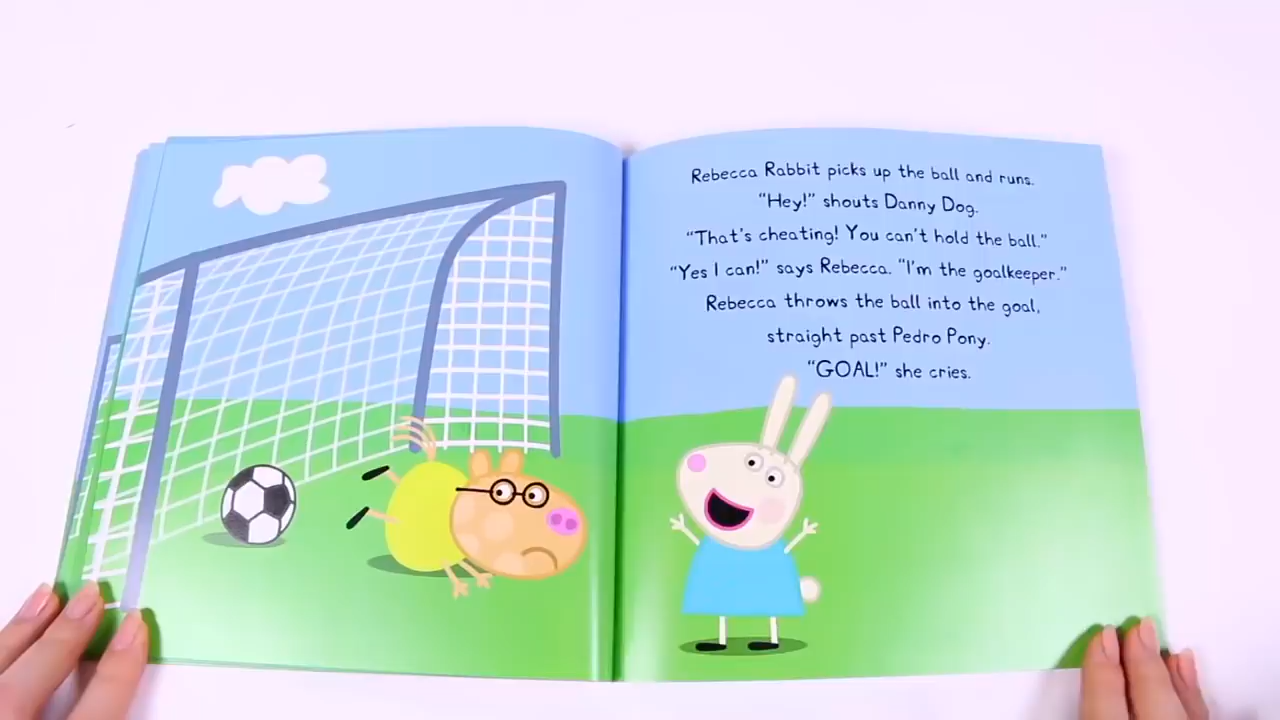 Rebecca Rabbit picks up the ball and runs.
“Hey!” shouts Danny Dog.
“That’s cheating! You can’t hold the ball.”
“Yes I can!” says Rebecca. “I’m the goalkeeper.”
Rebecca throws the ball into the goal,
straight past Pedro Pony.
“GOAL!” she cries.